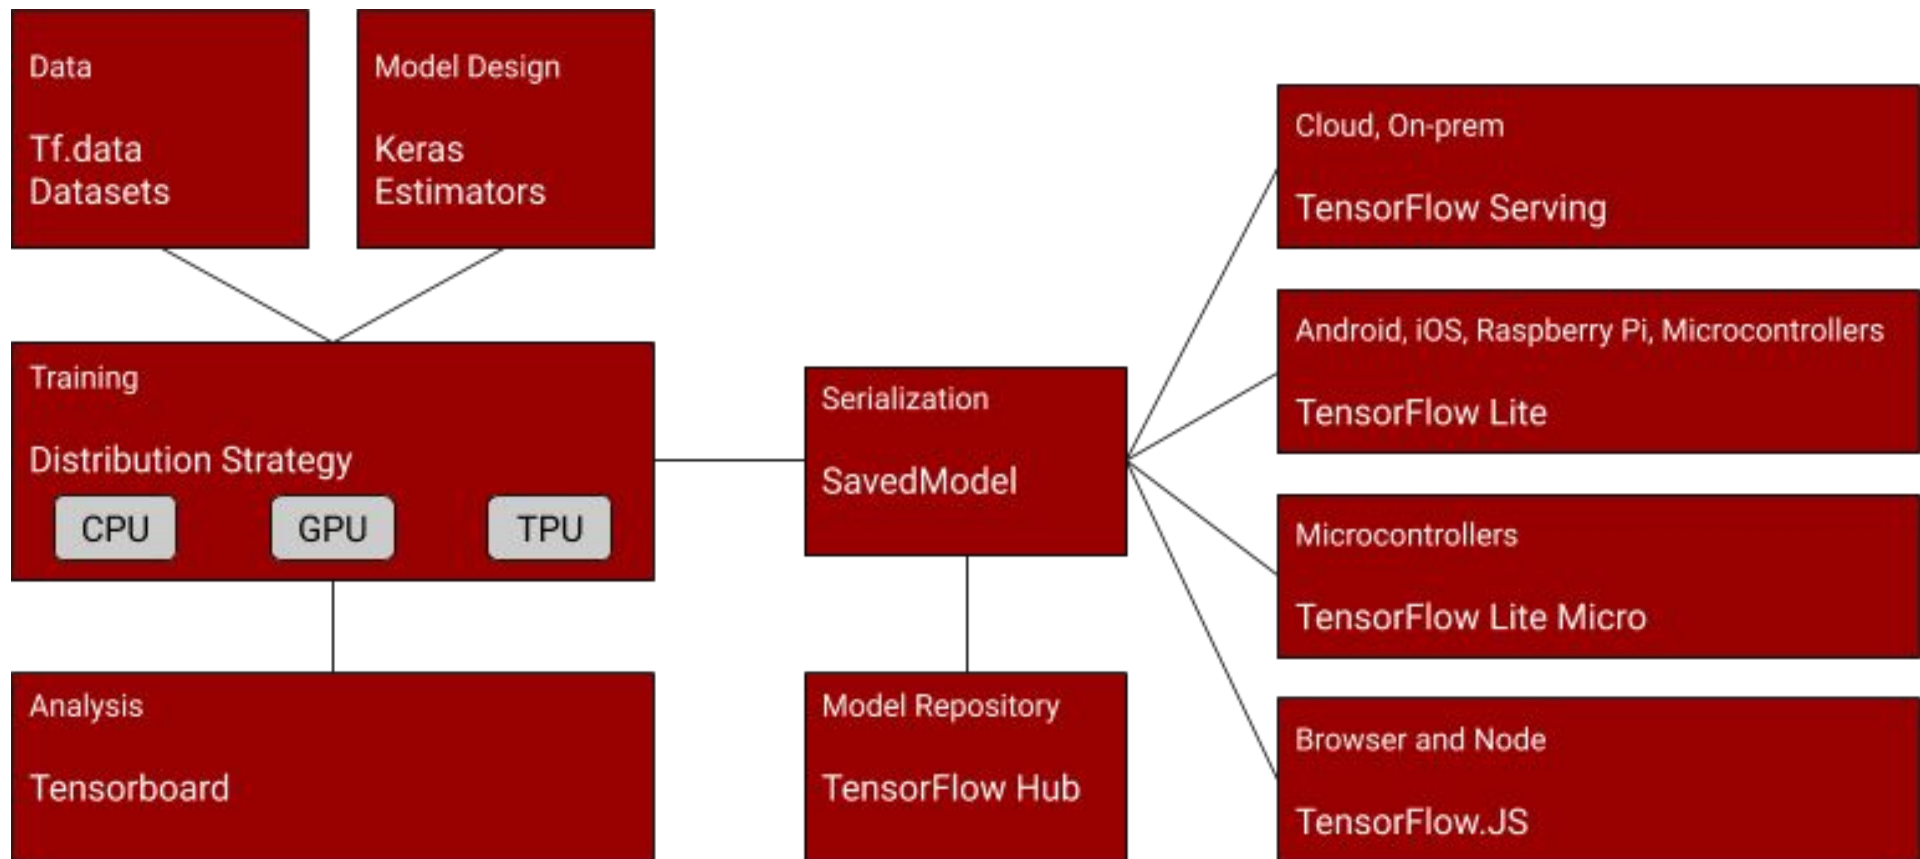 Data
Tf.data
Datasets
Model Design
Keras
Estimators
Training
Distribution Strategy
CPU
GPU
TPU
Analysis
Tensorboard
Serialization
SavedModel
Model Repository
TensorFlow Hub
Cloud, On-prem
TensorFlow Serving
Android, iOS, Raspberry Pi, Microcontrollers
TensorFlow Lite
Microcontrollers
TensorFlow Lite Micro
Browser and Node
TensorFlow.JS